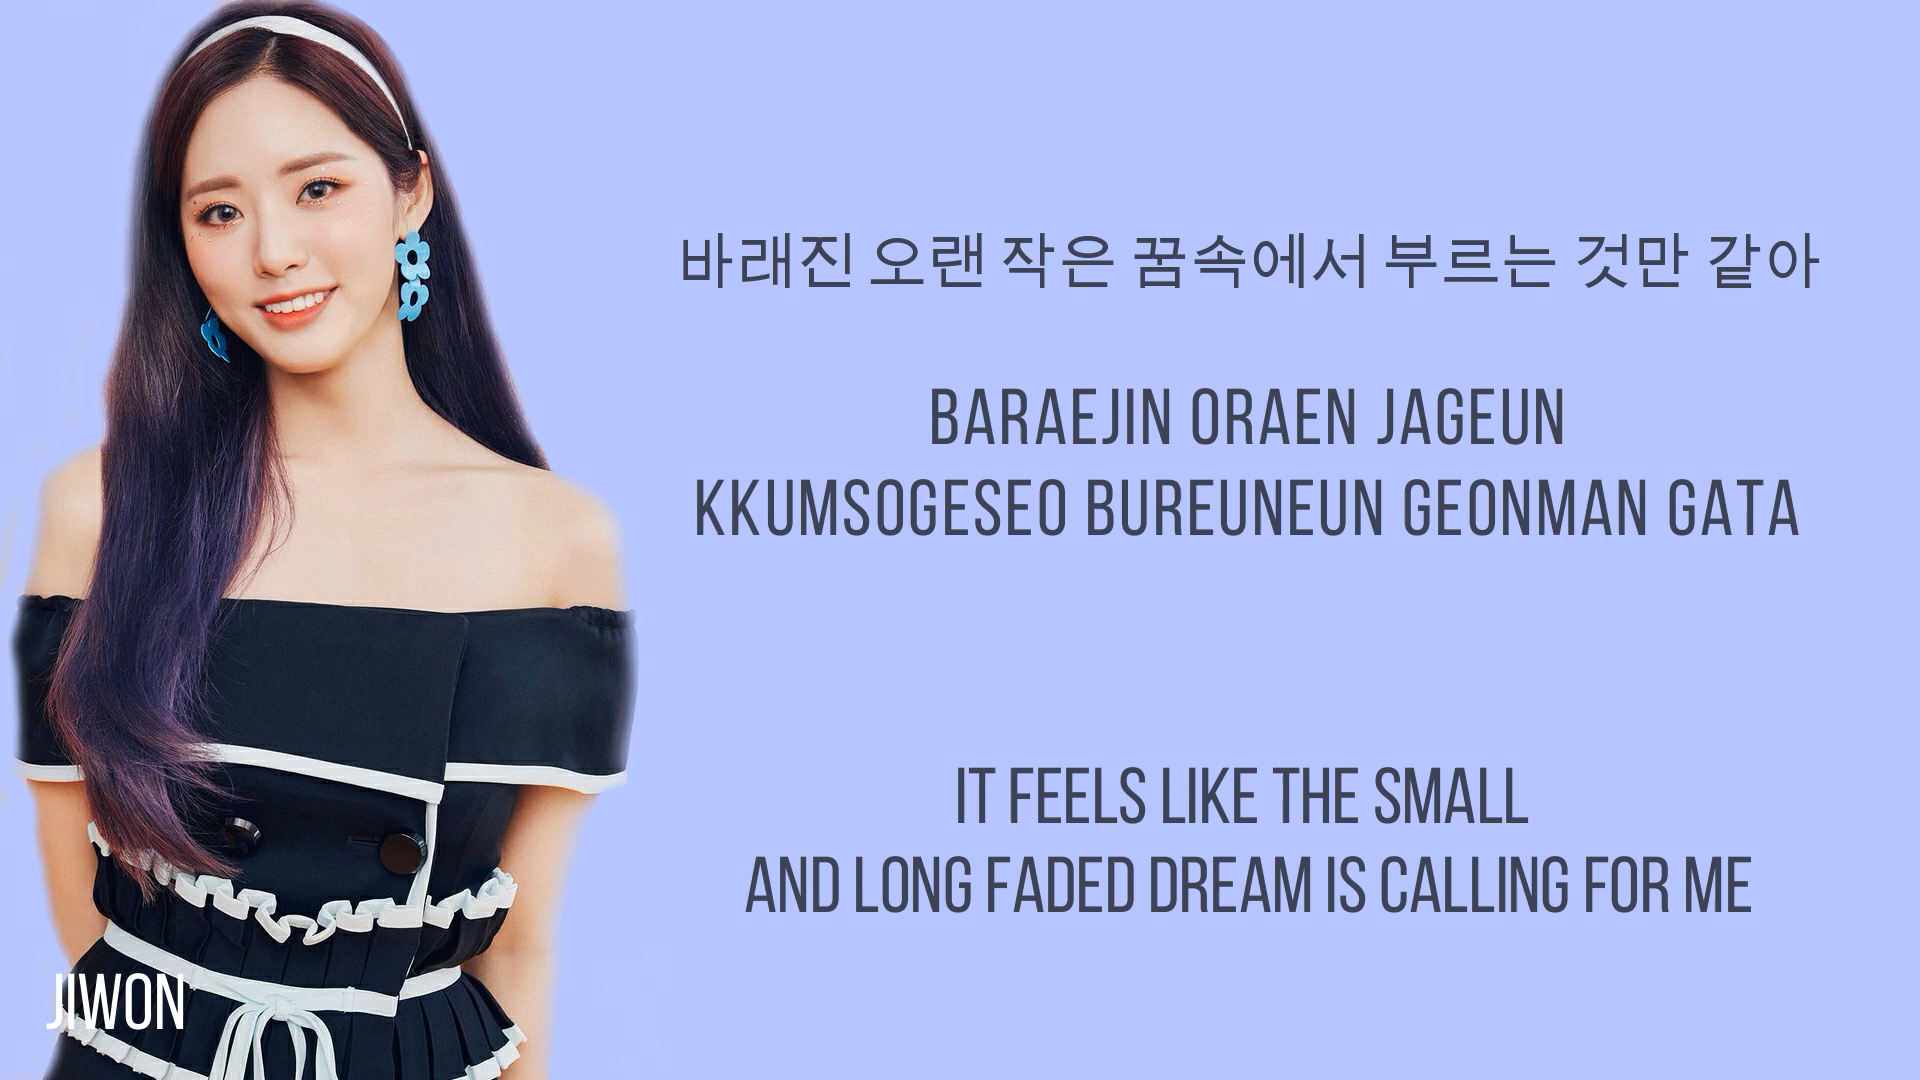 바래진 오랜 작은 꿈속에서 부르는 것만 같아
BARAEJIN ORAEN JAGEUN
KKUMSOGESEO BUREUNEUN GEONMAN GATA
IT FEELS LIKE THE SMALL
AND LONG FADED DREAM IS CALLING FOR ME
JIWON